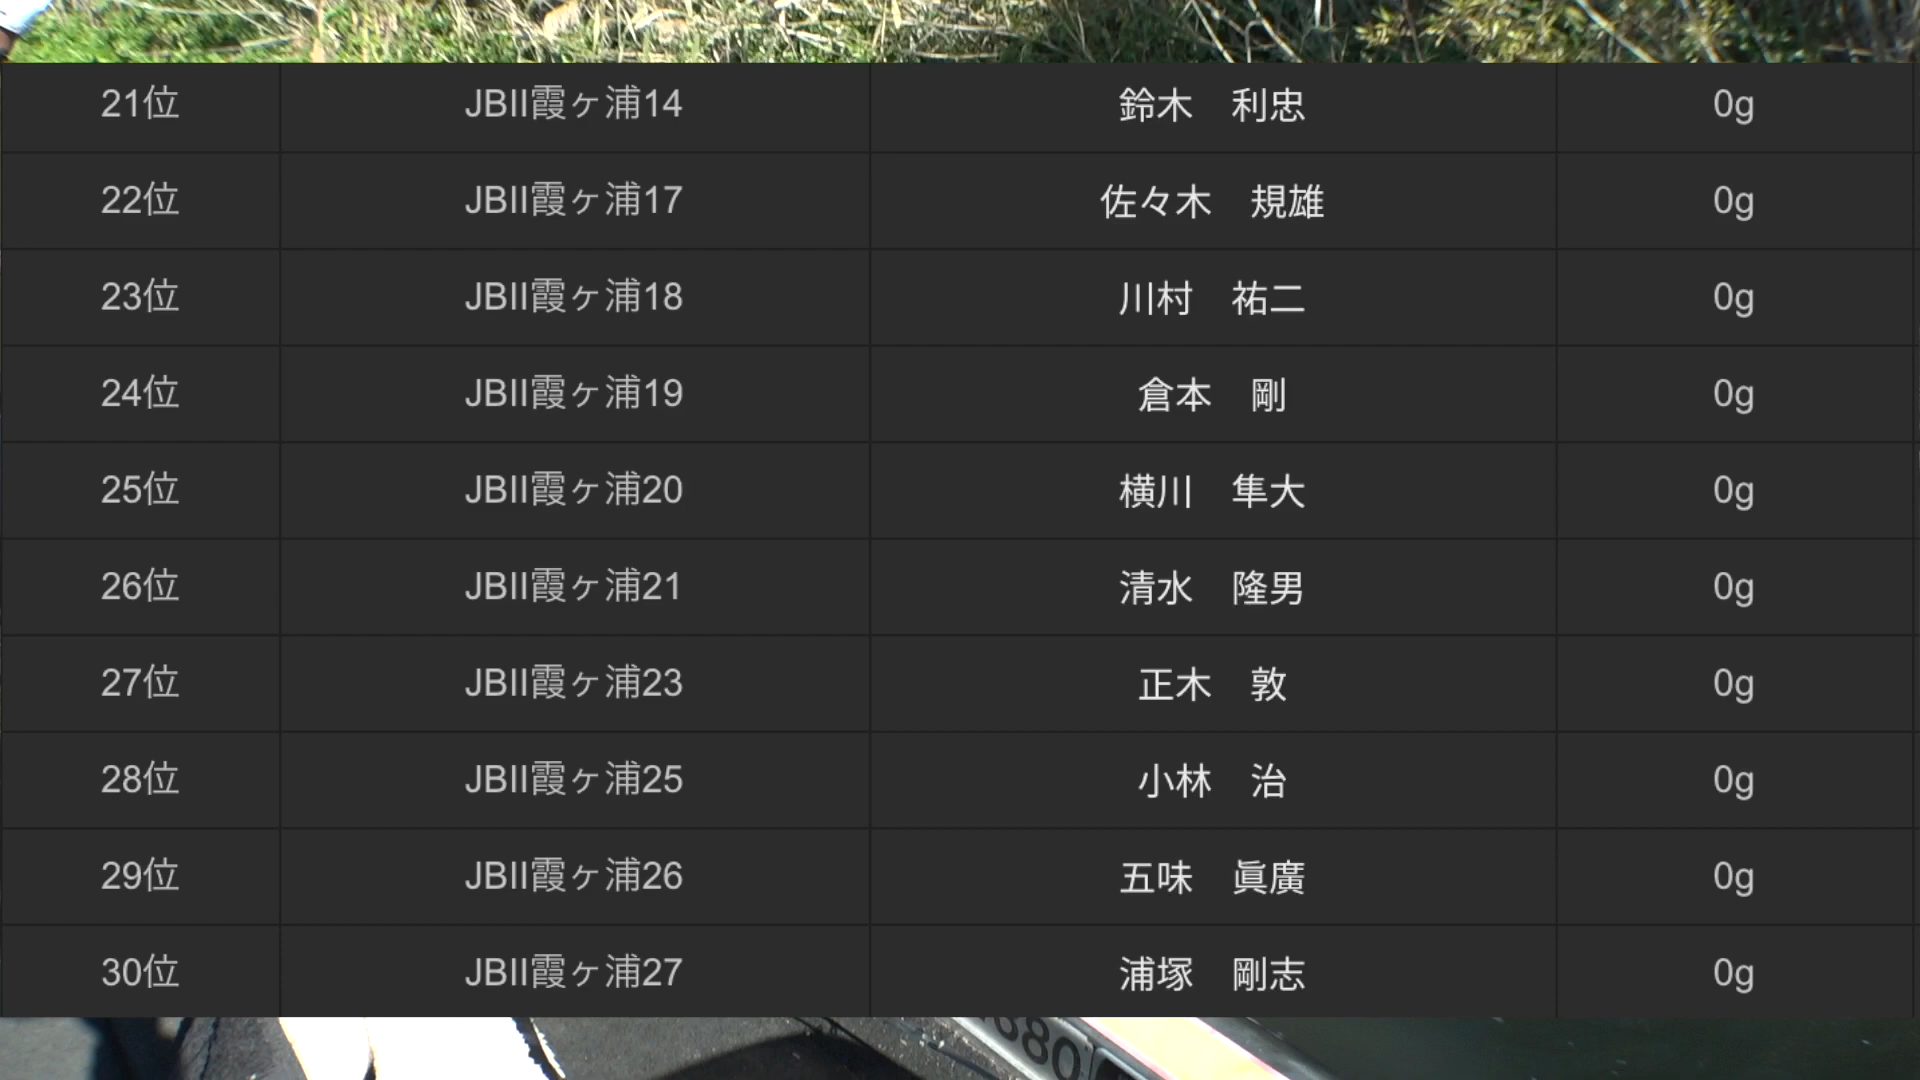 21位 JBII霞ヶ浦14 鈴木　利忠 0g
22位 JBII霞ヶ浦17 佐々木　規雄 0g
23位 JBII霞ヶ浦18 川村　祐二 0g
24位 JBII霞ヶ浦19 倉本　剛 0g
25位 JBII霞ヶ浦20 横川　隼大 0g
26位 JBII霞ヶ浦21 清水　隆男 0g
27位 JBII霞ヶ浦23 正木　敦 0g
28位 JBII霞ヶ浦25 小林　治 0g
29位 JBII霞ヶ浦26 五味　眞廣 0g
30位 JBII霞ヶ浦27 浦塚　剛志 0g